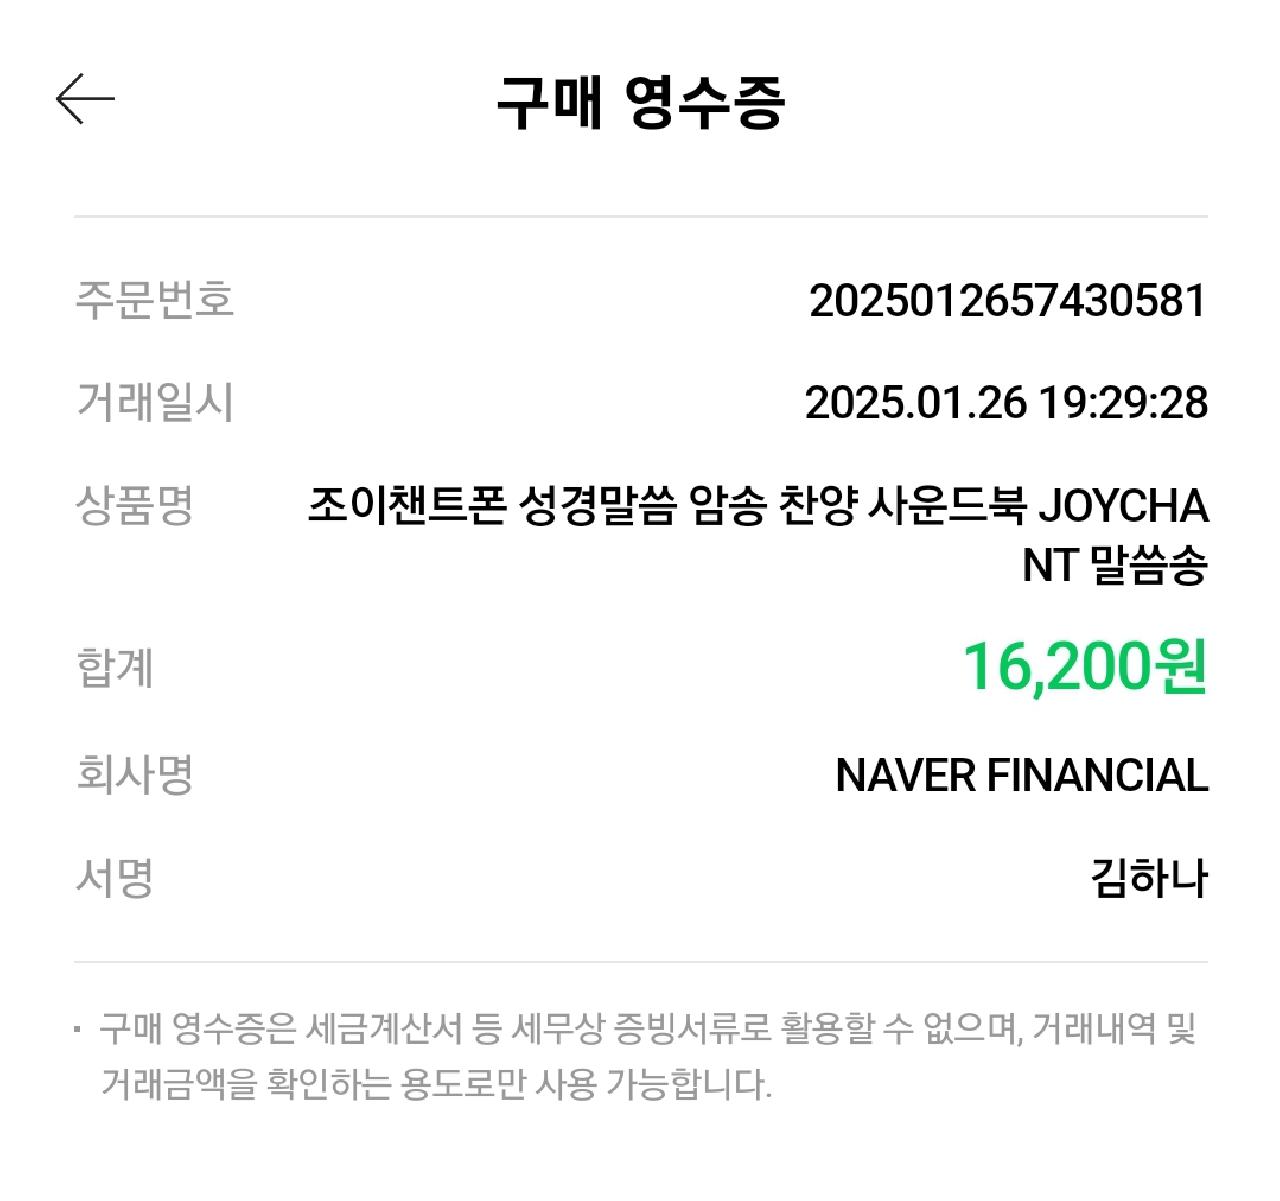 구매 영수증
주문번호 2025012657430581
거래일시 2025.01.26 19:29:28
상품명 조이챈트폰 성경말씀 암송 찬양 사운드북 JOYCHA
NT 말씀송
합계 16,200원
회사명 NAVER FINANCIAL
서명 김하나
· 구매 영수증은 세금계산서 등 세무상 증빙서류로 활용할 수 없으며, 거래내역 및
거래금액을 확인하는 용도로만 사용 가능합니다.